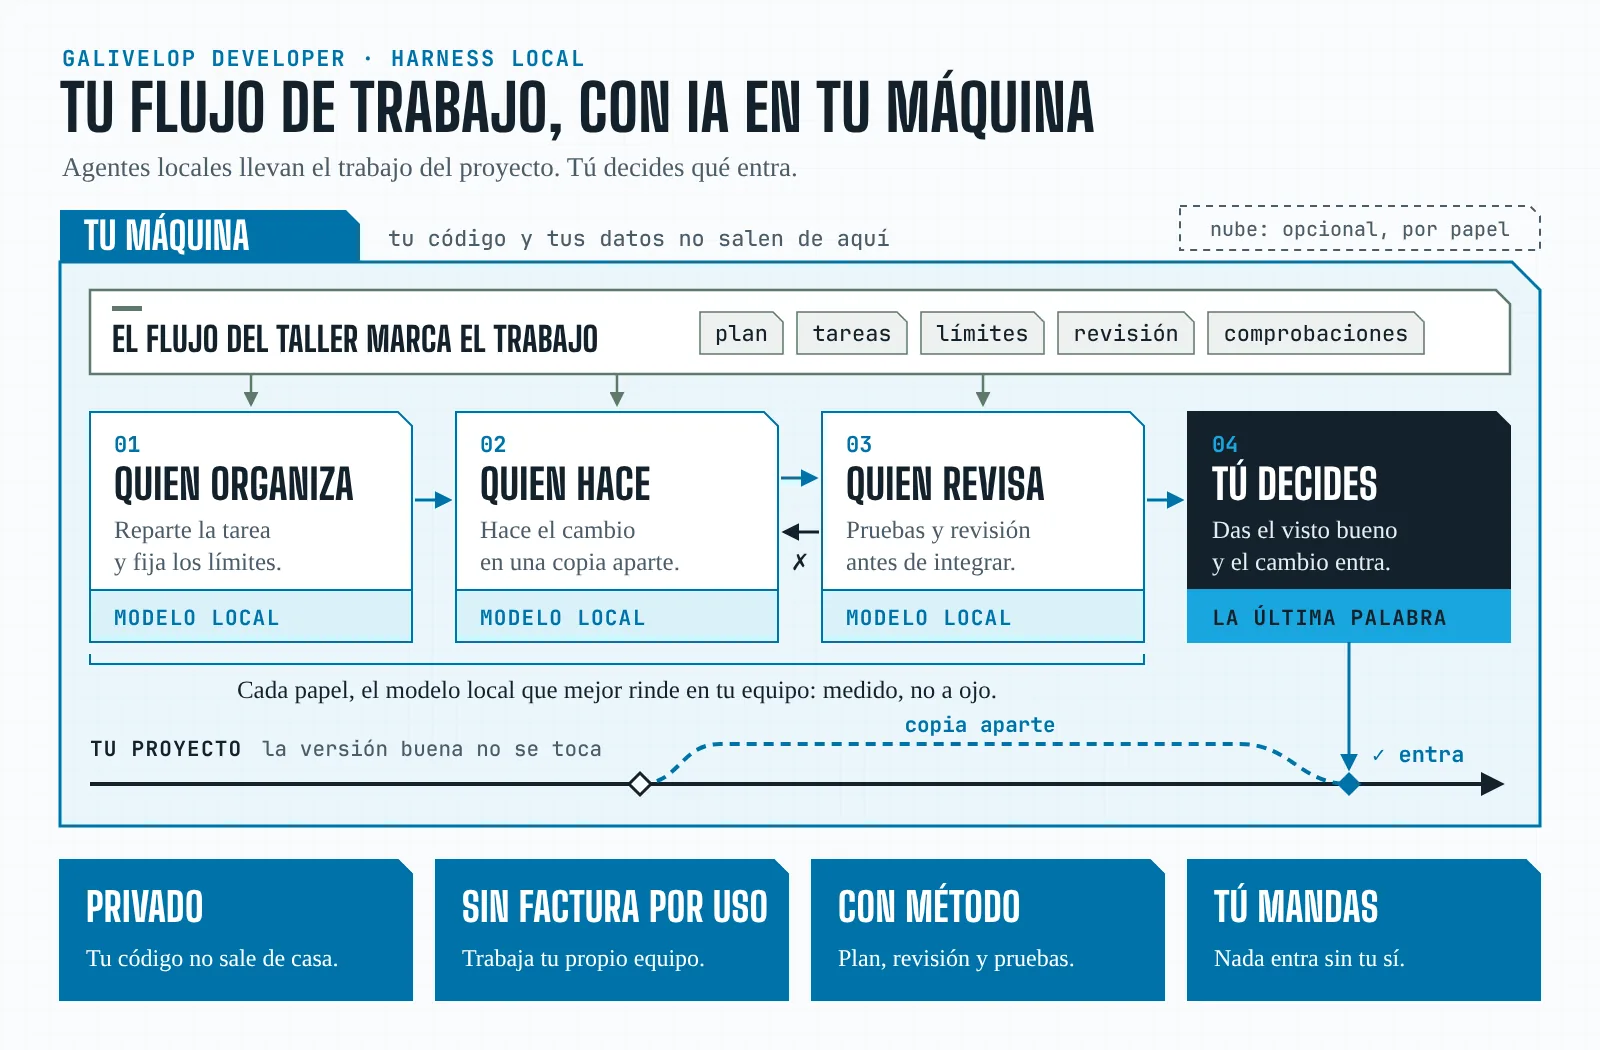 GALIVELOP DEVELOPER · HARNESS LOCAL
TU FLUJO DE TRABAJO, CON IA EN TU MÁQUINA
Agentes locales llevan el trabajo del proyecto. Tú decides qué entra.
TU MÁQUINA
tu código y tus datos no salen de aquí
nube: opcional, por papel
EL FLUJO DEL TALLER MARCA EL TRABAJO
plan
tareas
límites
revisión
comprobaciones
01
QUIEN ORGANIZA
Reparte la tarea
y fija los límites.
MODELO LOCAL
02
QUIEN HACE
Hace el cambio
en una copia aparte.
MODELO LOCAL
✗
03
QUIEN REVISA
Pruebas y revisión
antes de integrar.
MODELO LOCAL
04
TÚ DECIDES
Das el visto bueno
y el cambio entra.
LA ÚLTIMA PALABRA
Cada papel, el modelo local que mejor rinde en tu equipo: medido, no a ojo.
copia aparte
TU PROYECTO la versión buena no se toca
✓ entra
PRIVADO
Tu código no sale de casa.
SIN FACTURA POR USO
Trabaja tu propio equipo.
CON MÉTODO
Plan, revisión y pruebas.
TÚ MANDAS
Nada entra sin tu sí.